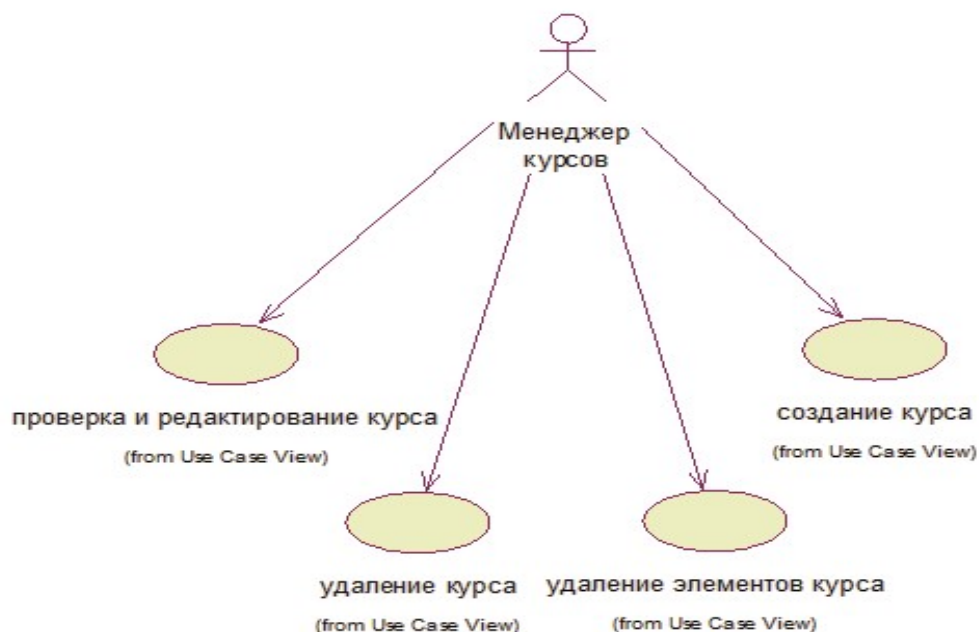 Менеджер
курсов
проверка и редактирование курса
(from Use Case View)
создание курса
(from Use Case View)
удаление курса
(from Use Case View)
удаление элементов курса
(from Use Case View)